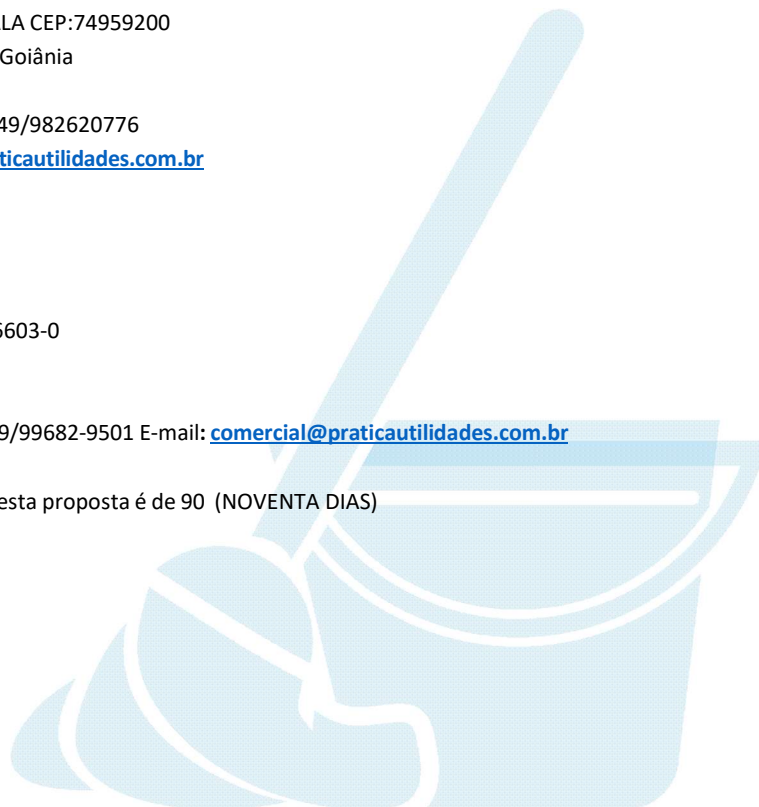 LA CEP:74959200
Goiânia
49/982620776
ticautilidades.com.br
6603-0
9/99682-9501 E-mail: comercial@praticautilidades.com.br
esta proposta é de 90 (NOVENTA DIAS)